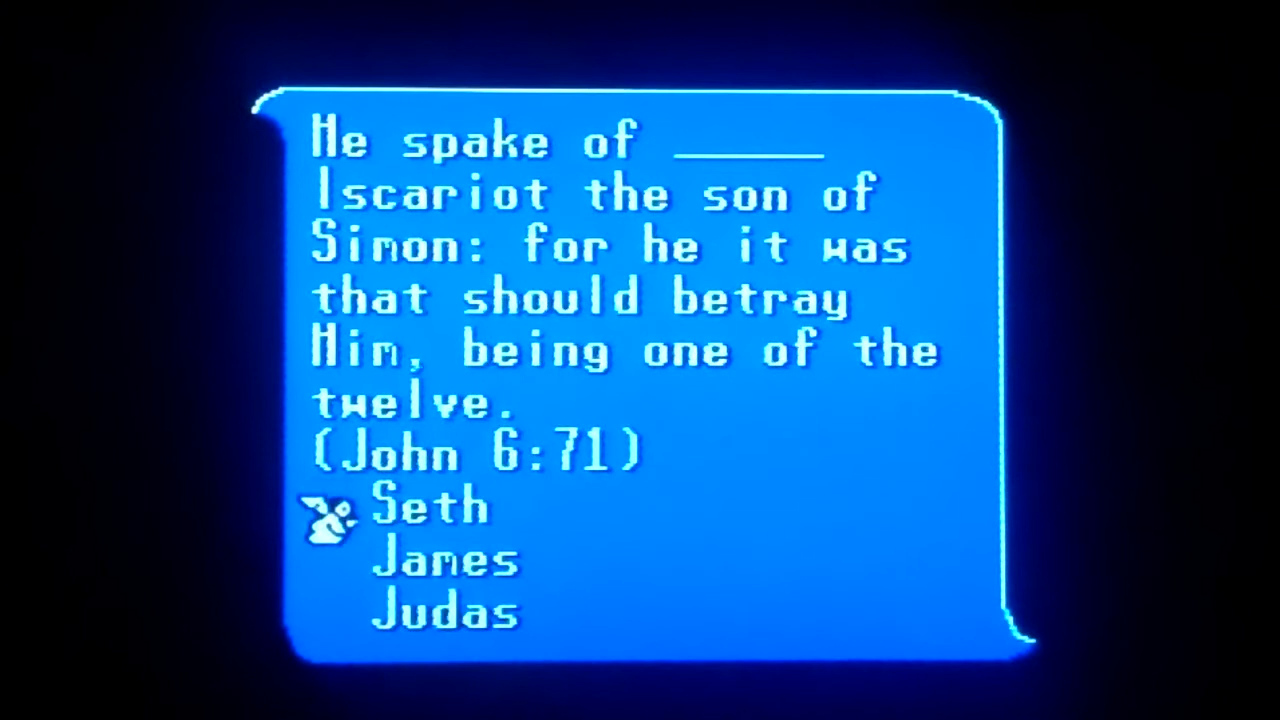 He spake of ______
Iscariot the son of
Simon: for he it was
that should betray
Him, being one of the
twelve.
(John 6:71)
Seth
James
Judas